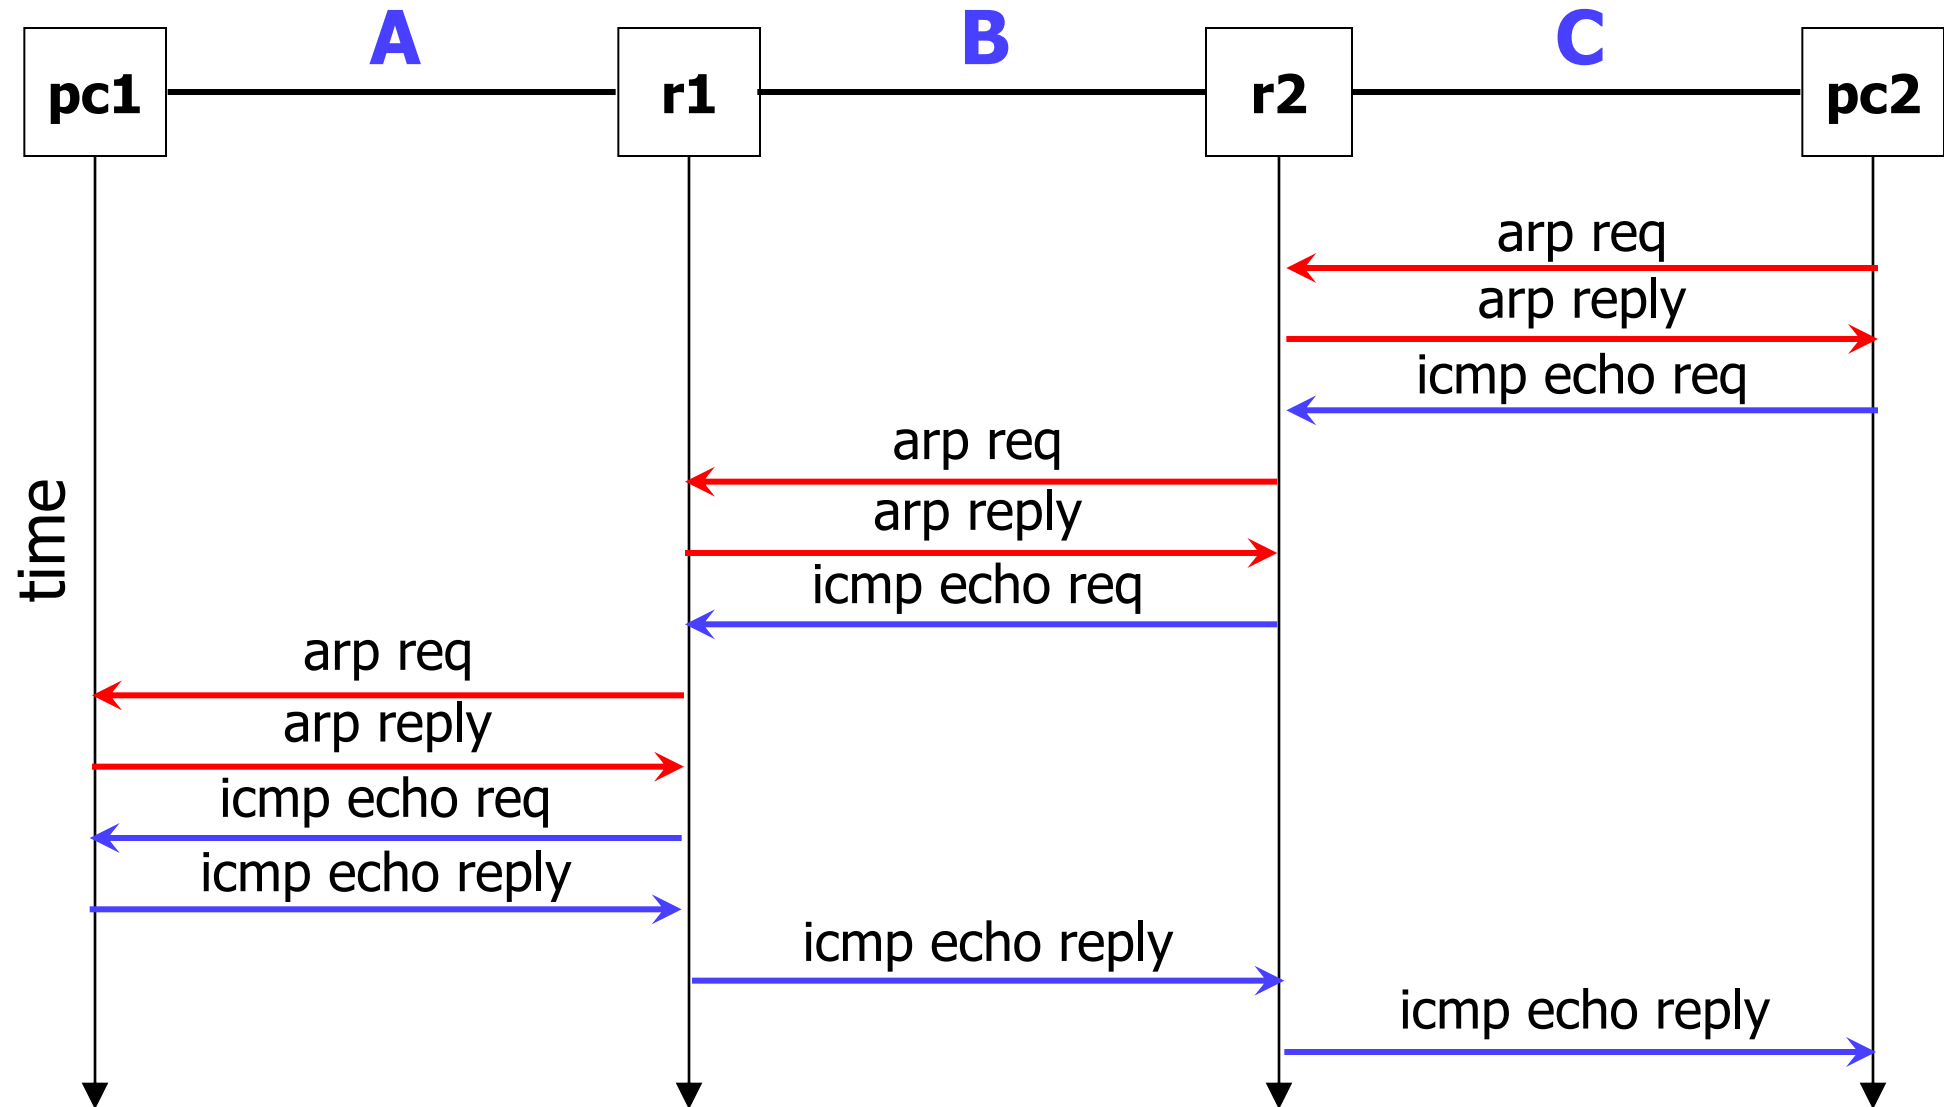 A
B
C
pc1
r1
r2
pc2
arp req
arp reply
icmp echo req
arp req
arp reply
icmp echo req
time
arp req
arp reply
icmp echo req
icmp echo reply
icmp echo reply
icmp echo reply